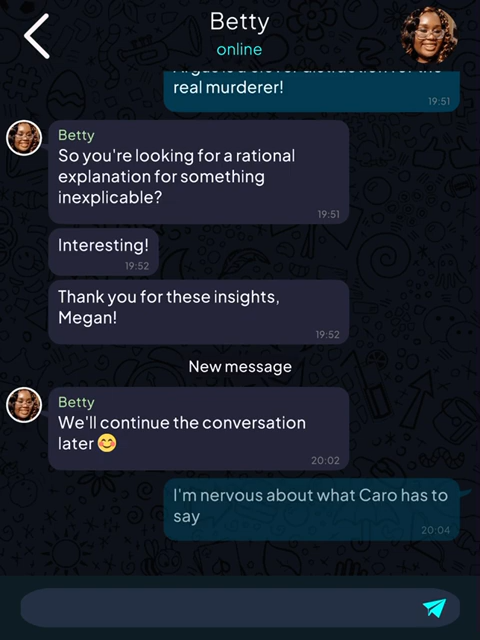 Betty
online
real murderer!
19:51
Betty
So you're looking for a rational
explanation for something
inexplicable?
19:51
Interesting!
19:52
Thank you for these insights,
Megan!
19:52
New message
Betty
We'll continue the conversation
later 😊
20:02
I'm nervous about what Caro has to
say
20:04